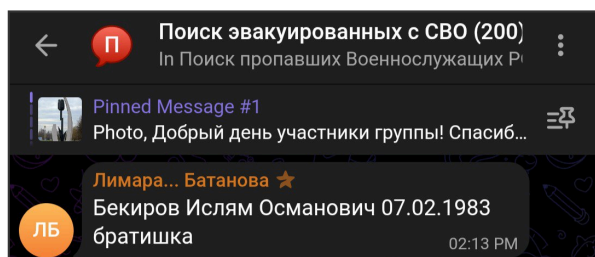 П
Поиск эвакуированных с СВО (200)
In Поиск пропавших Военнослужащих Р
Pinned Message #1
Photo, Добрый день участники группы! Спасиб...
Лимара... Батанова
Бекиров Ислям Османович 07.02.1983
братишка
ЛБ
02:13 PM